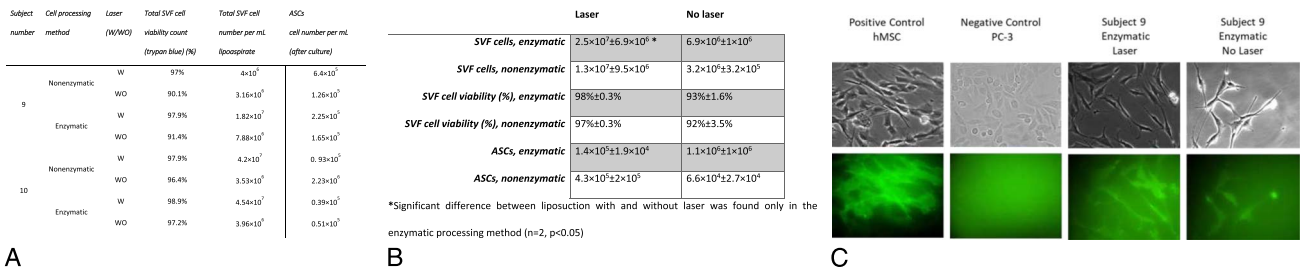 Subject number | Cell processing method | Laser (W/WO) | Total SVF cell viability count (trypan blue) (%) | Total SVF cell number per mL lipoaspirate | ASCs cell number per mL (after culture)
9 | Nonenzymatic | W | 97% | 4×10⁶ | 6.4×10⁵
WO | 90.1% | 3.16×10⁶ | 1.26×10⁵
Enzymatic | W | 97.9% | 1.82×10⁷ | 2.25×10⁵
WO | 91.4% | 7.88×10⁶ | 1.65×10⁵
10 | Nonenzymatic | W | 97.9% | 4.2×10⁷ | 0. 93×10⁵
WO | 96.4% | 3.53×10⁶ | 2.23×10⁶
Enzymatic | W | 98.9% | 4.54×10⁷ | 0.39×10⁵
WO | 97.2% | 3.96×10⁶ | 0.51×10⁵
A
Laser | No laser
SVF cells, enzymatic | 2.5×10⁷±6.9×10⁶ * | 6.9×10⁶±1×10⁶
SVF cells, nonenzymatic | 1.3×10⁷±9.5×10⁶ | 3.2×10⁶±3.2×10⁵
SVF cell viability (%), enzymatic | 98%±0.3% | 93%±1.6%
SVF cell viability (%), nonenzymatic | 97%±0.3% | 92%±3.5%
ASCs, enzymatic | 1.4×10⁵±1.9×10⁴ | 1.1×10⁶±1×10⁶
ASCs, nonenzymatic | 4.3×10⁵±2×10⁵ | 6.6×10⁴±2.7×10⁴
*Significant difference between liposuction with and without laser was found only in the
enzymatic processing method (n=2, p<0.05)
B
Positive Control
hMSC
Negative Control
PC-3
Subject 9
Enzymatic
Laser
Subject 9
Enzymatic
No Laser
C